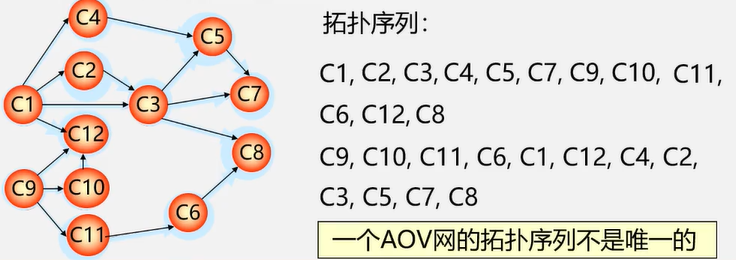 C4
C5
C2
C7
C1
C3
C12
C8
C9
C10
C6
C11
拓扑序列：
C1, C2, C3, C4, C5, C7, C9, C10, C11,
C6, C12, C8
C9, C10, C11, C6, C1, C12, C4, C2,
C3, C5, C7, C8
一个AOV网的拓扑序列不是唯一的